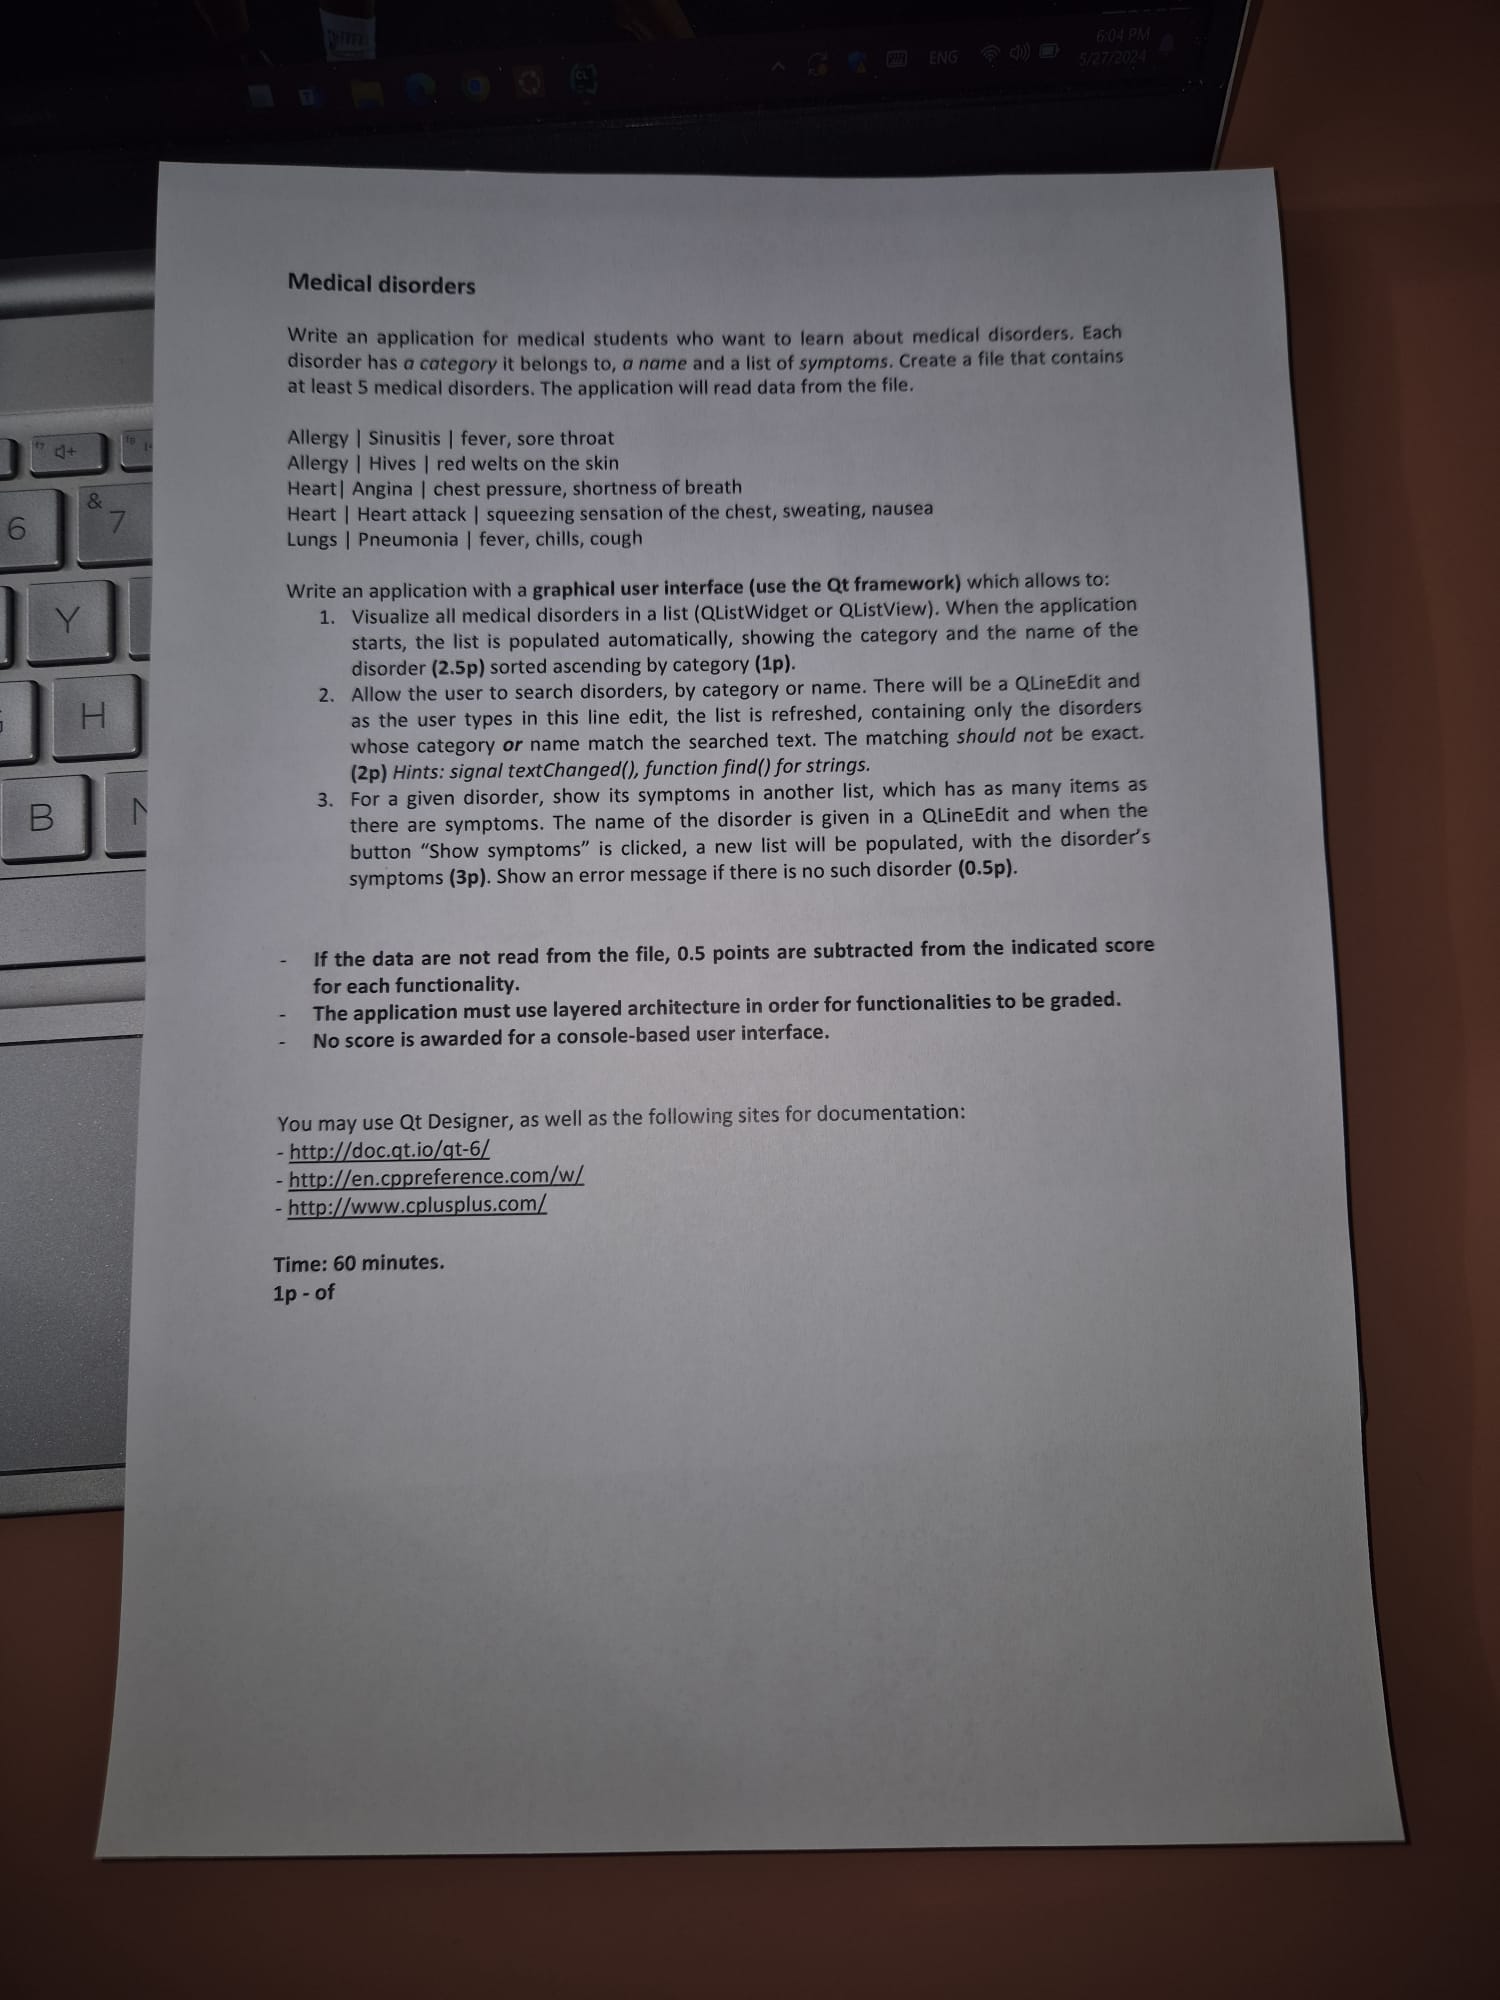 6:04 PM
ENG
5/27/2024
CL
Medical disorders
Write an application for medical students who want to learn about medical disorders. Each
disorder has a category it belongs to, a name and a list of symptoms. Create a file that contains
at least 5 medical disorders. The application will read data from the file.
Allergy | Sinusitis | fever, sore throat
Allergy | Hives | red welts on the skin
Heart| Angina | chest pressure, shortness of breath
Heart | Heart attack | squeezing sensation of the chest, sweating, nausea
Lungs | Pneumonia | fever, chills, cough
Write an application with a graphical user interface (use the Qt framework) which allows to:
1. Visualize all medical disorders in a list (QListWidget or QListView). When the application
starts, the list is populated automatically, showing the category and the name of the
disorder (2.5p) sorted ascending by category (1p).
2. Allow the user to search disorders, by category or name. There will be a QLineEdit and
as the user types in this line edit, the list is refreshed, containing only the disorders
whose category or name match the searched text. The matching should not be exact.
(2p) Hints: signal textChanged(), function find() for strings.
3. For a given disorder, show its symptoms in another list, which has as many items as
there are symptoms. The name of the disorder is given in a QLineEdit and when the
button “Show symptoms” is clicked, a new list will be populated, with the disorder’s
symptoms (3p). Show an error message if there is no such disorder (0.5p).
- If the data are not read from the file, 0.5 points are subtracted from the indicated score
for each functionality.
- The application must use layered architecture in order for functionalities to be graded.
- No score is awarded for a console-based user interface.
You may use Qt Designer, as well as the following sites for documentation:
- http://doc.qt.io/qt-6/
- http://en.cppreference.com/w/
- http://www.cplusplus.com/
Time: 60 minutes.
1p - of
f7
f8
&
6
7
Y
H
B
N